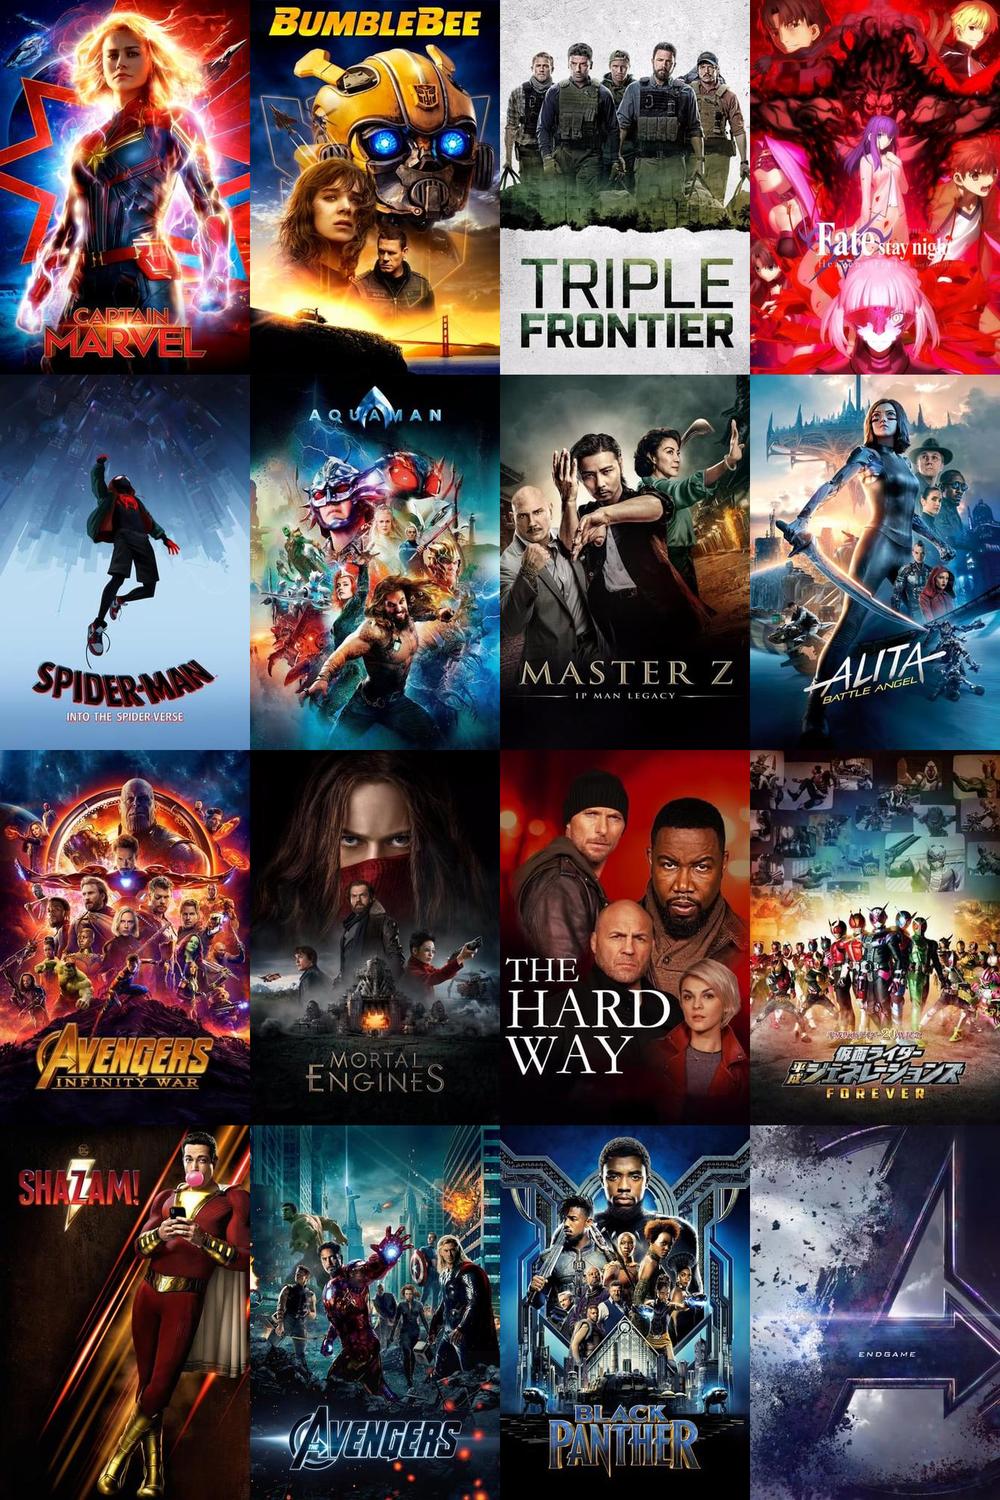 CAPTAIN
MARVEL
BUMBLEBEE
TRIPLE
FRONTIER
Fate stay night
SPIDER-MAN
INTO THE SPIDER-VERSE
AQUAMAN
MASTER Z
IP MAN LEGACY
ALITA
BATTLE ANGEL
AVENGERS
INFINITY WAR
MORTAL
ENGINES
THE
HARD
WAY
仮面ライダー
平成ジェネレーションズ
FOREVER
DC
SHAZAM!
AVENGERS
BLACK
PANTHER
ENDGAME